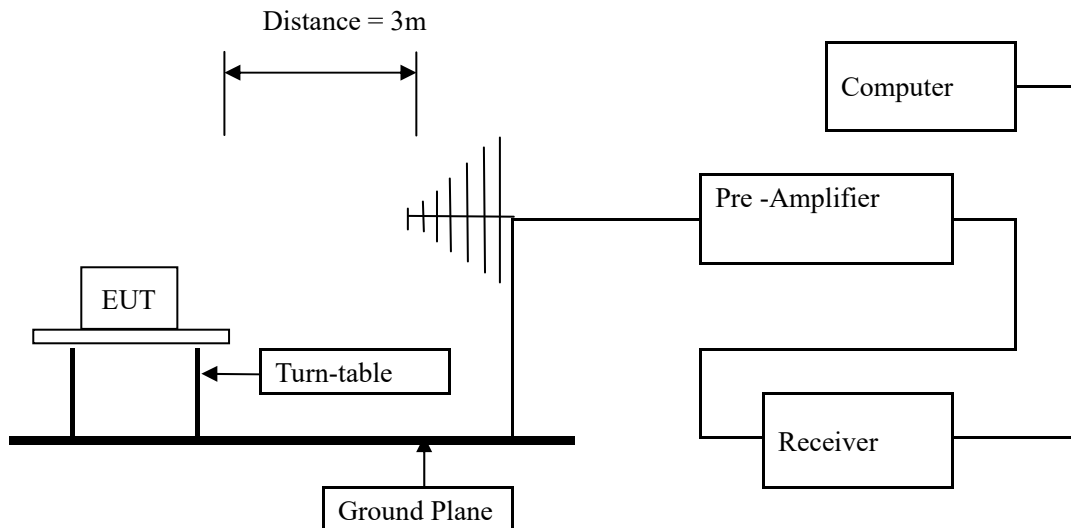 Distance = 3m
Computer
Pre -Amplifier
EUT
Turn-table
Receiver
Ground Plane